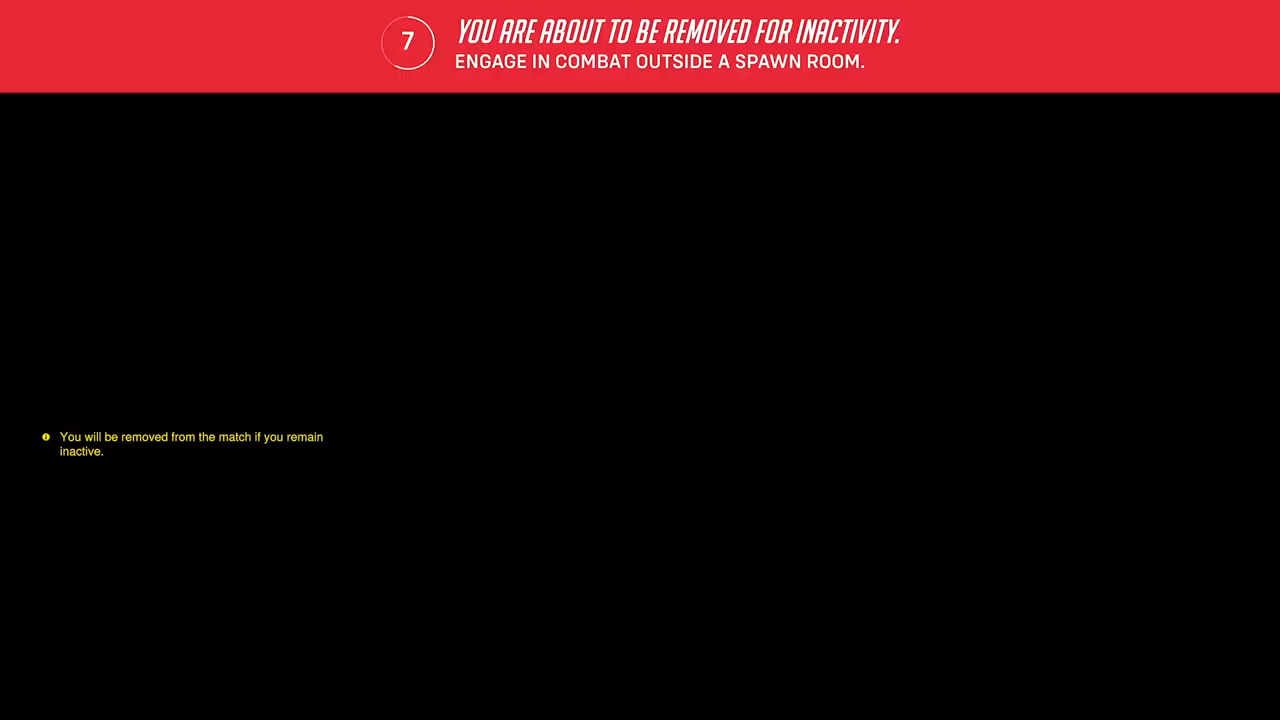 7
YOU ARE ABOUT TO BE REMOVED FOR INACTIVITY.
ENGAGE IN COMBAT OUTSIDE A SPAWN ROOM.
You will be removed from the match if you remain
inactive.